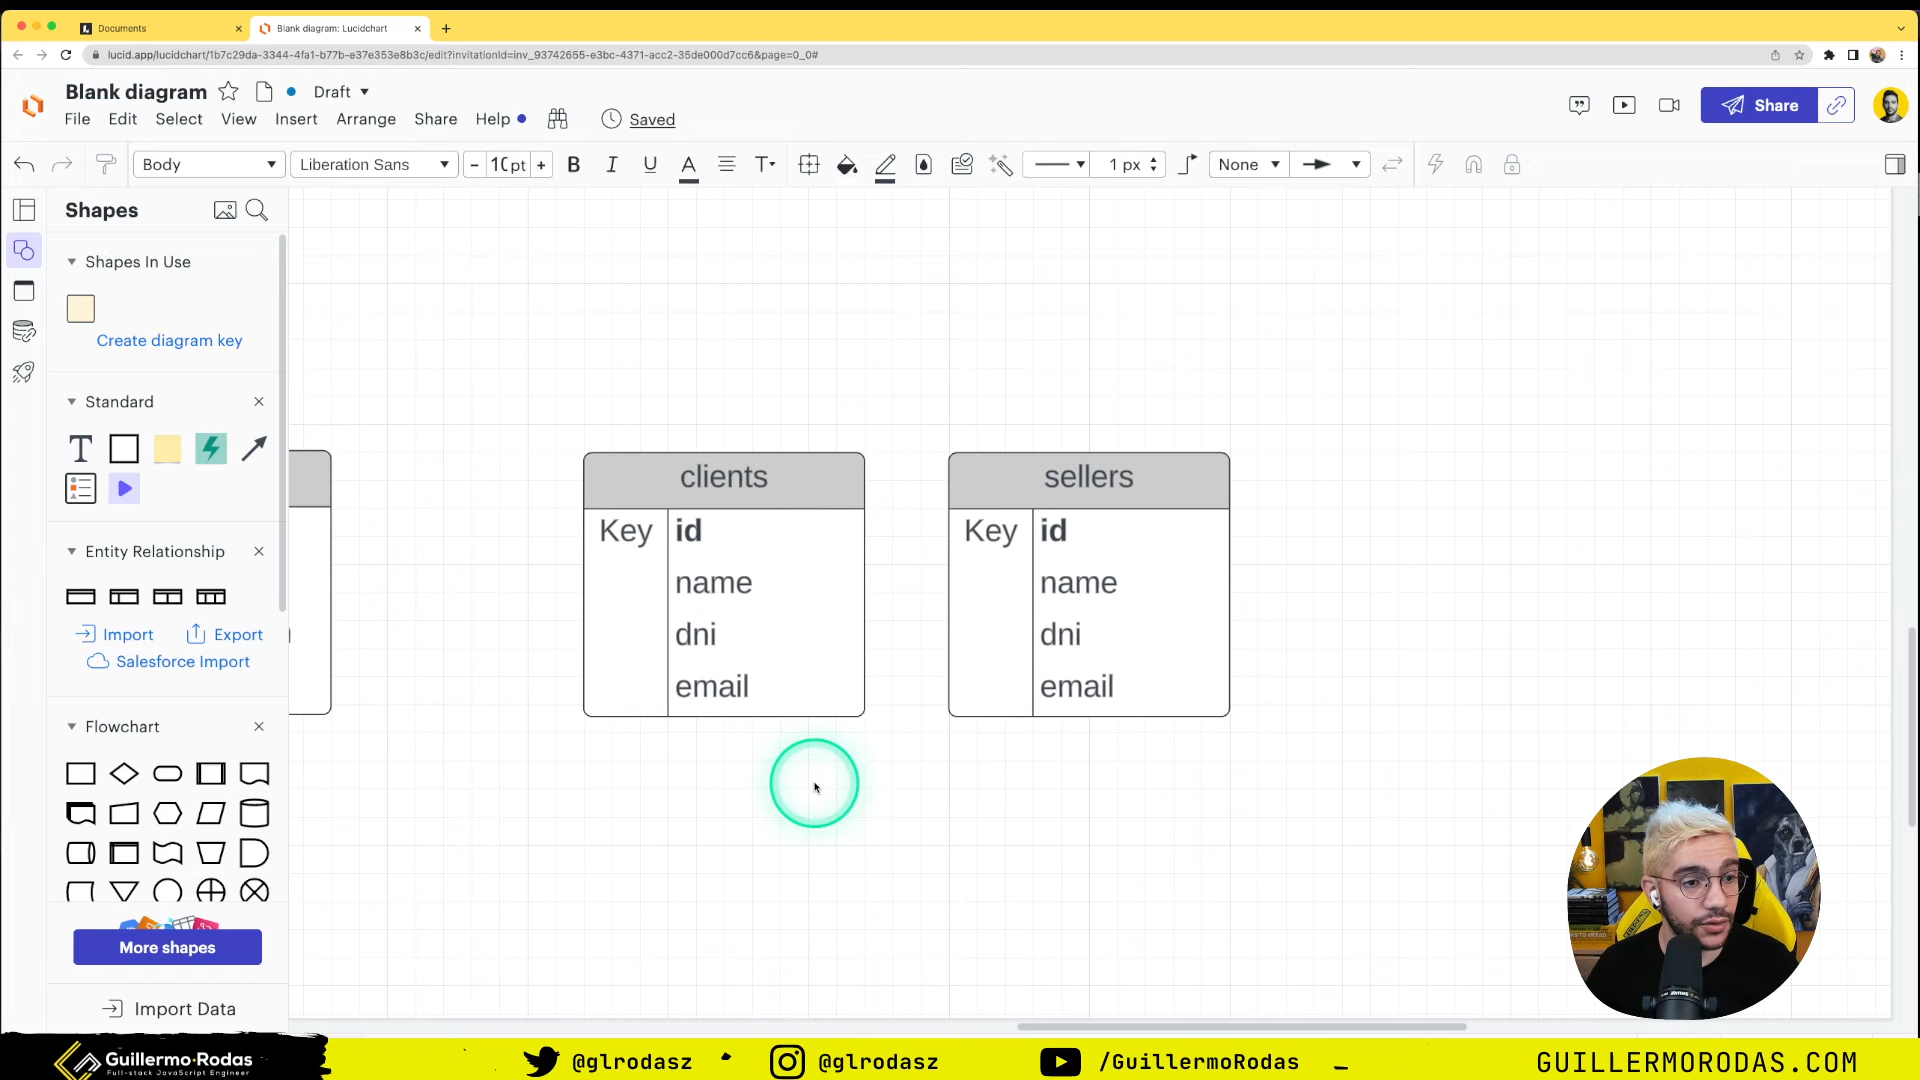 Documents
Blank diagram: Lucidchart
lucid.app/lucidchart/1b7c29da-3344-4fa1-b77b-e37e353e8b3c/edit?invitationId=inv_93742655-e3bc-4371-acc2-35de000d7cc6&page=0_0#
Blank diagram
Draft
File Edit Select View Insert Arrange Share Help
Saved
Share
Body
Liberation Sans
- 10 pt +
B I U A T
1 px
None
Shapes
Shapes In Use
Create diagram key
Standard
T
Entity Relationship
Import Export
Salesforce Import
Flowchart
More shapes
Import Data
clients
Key id
name
dni
email
sellers
Key id
name
dni
email
Guillermo·Rodas
Full-stack JavaScript Engineer
@glrodasz
@glrodasz
/GuillermoRodas
GUILLERMORODAS.COM